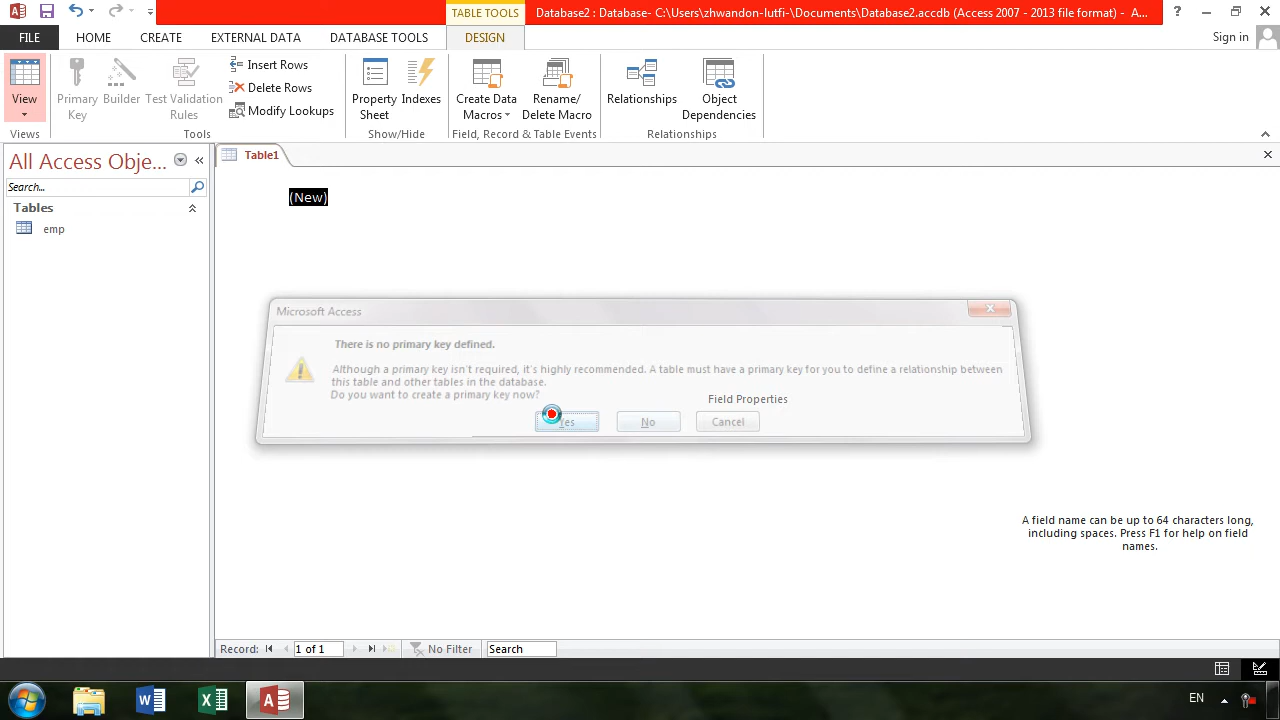 TABLE TOOLS
Database2 : Database- C:\Users\zhwandon-lutfi-\Documents\Database2.accdb (Access 2007 - 2013 file format) - A...
?
FILE
HOME
CREATE
EXTERNAL DATA
DATABASE TOOLS
DESIGN
Sign in
View
Primary Key
Builder
Test Validation Rules
Insert Rows
Delete Rows
Modify Lookups
Property Sheet
Indexes
Create Data Macros
Rename/ Delete Macro
Relationships
Object Dependencies
Views
Tools
Show/Hide
Field, Record & Table Events
Relationships
All Access Obje...
Search...
Tables
emp
Table1
(New)
Microsoft Access
There is no primary key defined.
Although a primary key isn't required, it's highly recommended. A table must have a primary key for you to define a relationship between
this table and other tables in the database.
Do you want to create a primary key now?
Field Properties
Yes
No
Cancel
A field name can be up to 64 characters long,
including spaces. Press F1 for help on field
names.
Record:
1 of 1
No Filter
Search
EN